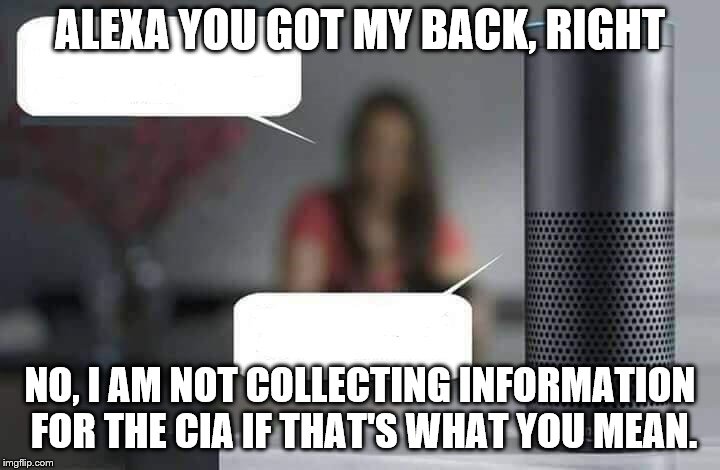 ALEXA YOU GOT MY BACK, RIGHT
NO, I AM NOT COLLECTING INFORMATION
FOR THE CIA IF THAT'S WHAT YOU MEAN.
imgflip.com